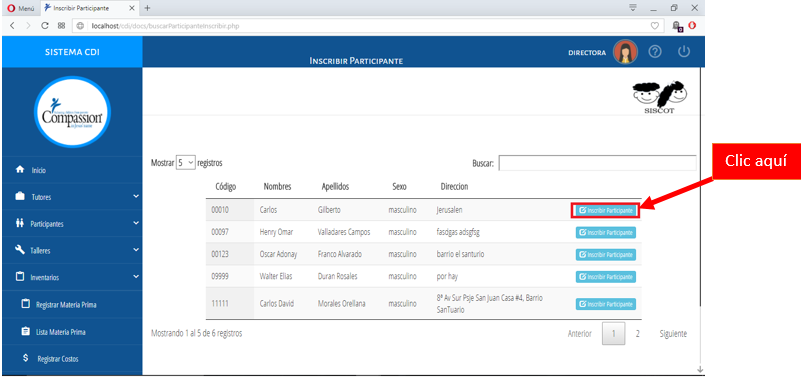 Menú
Inscribir Participante
localhost/cdi/docs/buscarParticipanteInscribir.php
SISTEMA CDI
INSCRIBIR PARTICIPANTE
DIRECTORA
Compassion
SISCOT
Mostrar 5 registros
Buscar:
Clic aquí
Código Nombres Apellidos Sexo Direccion
00010 Carlos Gilberto masculino Jerusalen Inscribir Participante
00097 Henry Omar Valladares Campos masculino fasdgas adsgfsg Inscribir Participante
00123 Oscar Adonay Franco Alvarado masculino barrio el santurio Inscribir Participante
09999 Walter Elias Duran Rosales masculino por hay Inscribir Participante
11111 Carlos David Morales Orellana masculino 8ª Av Sur Psje San Juan Casa #4, Barrio SanTuario Inscribir Participante
Mostrando 1 al 5 de 6 registros
Anterior 1 2 Siguiente
Inicio
Tutores
Participantes
Talleres
Inventarios
Registrar Materia Prima
Lista Materia Prima
Registrar Costos